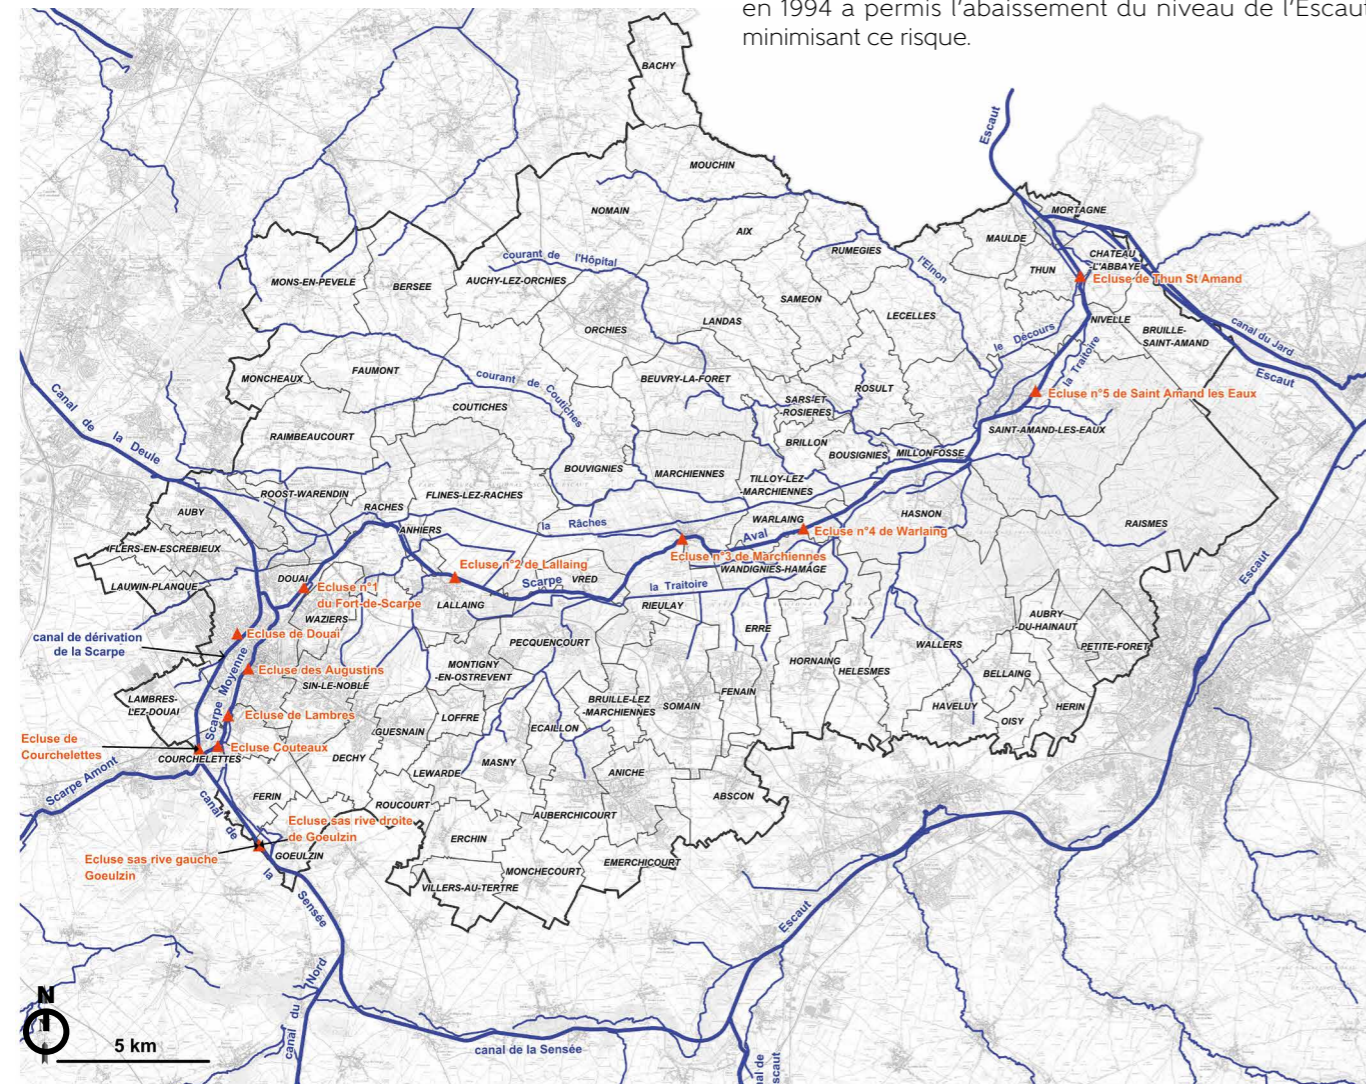 en 1994 a permis l'abaissement du niveau de l'Escaut
minimisant ce risque.
BACHY
MOUCHIN
NOMAIN
AIX
RUMEGIES
l'Elnon
Escaut
MORTAGNE
MAULDE
CHATEAU
-L'ABBAYE
THUN
Ecluse de Thun St Amand
NIVELLE
BRUILLE-
SAINT-AMAND
canal du Jard
Escaut
courant de l'Hôpital
MONS-EN-PEVELE
BERSEE
AUCHY-LEZ-ORCHIES
ORCHIES
LANDAS
SAMEON
LECELLES
le Décours
la Traitoire
MONCHEAUX
FAUMONT
courant de Coutiches
COUTICHES
BEUVRY-LA-FORET
SARS-ET
-ROSIERES
ROSULT
Ecluse n°5 de Saint Amand les Eaux
SAINT-AMAND-LES-EAUX
Canal de la Deule
RAIMBEAUCOURT
BOUVIGNIES
MARCHIENNES
BRILLON
BOUSIGNIES
MILLONFOSSE
TILLOY-LEZ
-MARCHIENNES
ROOST-WARENDIN
FLINES-LEZ-RACHES
RACHES
ANHIERS
AUBY
la Râches
WARLAING
Aval
Ecluse n°4 de Warlaing
HASNON
RAISMES
FLERS-EN-ESCREBIEUX
LAUWIN-PLANQUE
DOUAI
Ecluse n°1
du Fort-de-Scarpe
WAZIERS
Ecluse n°2 de Lallaing
Scarpe
VRED
LALLAING
Ecluse n°3 de Marchiennes
WANDIGNIES-HAMAGE
la Traitoire
RIEULAY
Escaut
canal de dérivation
de la Scarpe
Ecluse de Douai
Ecluse des Augustins
SIN-LE-NOBLE
Scarpe Moyenne
PECQUENCOURT
MONTIGNY
-EN-OSTREVENT
ERRE
HORNAING
HELESMES
WALLERS
AUBRY
-DU-HAINAUT
PETITE-FORET
BELLAING
LAMBRES-
LEZ-DOUAI
Ecluse de Lambres
LOFFRE
BRUILLE-LEZ
-MARCHIENNES
SOMAIN
FENAIN
HAVELUY
OISY
HERIN
Ecluse de
Courchelettes
Ecluse Couteaux
COURCHELETTES
GUESNAIN
DECHY
ECAILLON
MASNY
LEWARDE
ANICHE
ABSCON
Scarpe Amont
FERIN
ROUCOURT
Ecluse sas rive droite
de Goeulzin
AUBERCHICOURT
ERCHIN
Ecluse sas rive gauche
Goeulzin
GOEULZIN
canal de la Sensée
MONCHECOURT
EMERCHICOURT
VILLERS-AU-TERTRE
Escaut
N
5 km
canal du Nord
canal de la Sensée